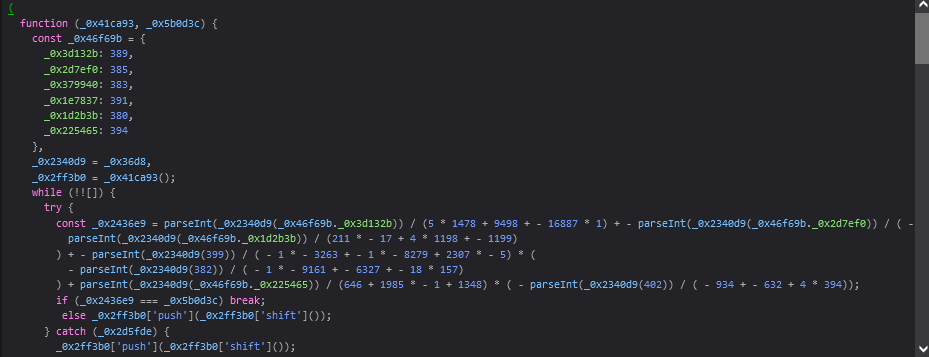 (
function (_0x41ca93, _0x5b0d3c) {
const _0x46f69b = {
_0x3d132b: 389,
_0x2d7ef0: 385,
_0x379940: 383,
_0x1e7837: 391,
_0x1d2b3b: 380,
_0x225465: 394
},
_0x2340d9 = _0x36d8,
_0x2ff3b0 = _0x41ca93();
while (!![]) {
try {
const _0x2436e9 = parseInt(_0x2340d9(_0x46f69b._0x3d132b)) / (5 * 1478 + 9498 + - 16887 * 1) + - parseInt(_0x2340d9(_0x46f69b._0x2d7ef0)) / ( -
parseInt(_0x2340d9(_0x46f69b._0x1d2b3b)) / (211 * - 17 + 4 * 1198 + - 1199)
) + - parseInt(_0x2340d9(399)) / ( - 1 * - 3263 + - 1 * - 8279 + 2307 * - 5) * (
- parseInt(_0x2340d9(382)) / ( - 1 * - 9161 + - 6327 + - 18 * 157)
) + parseInt(_0x2340d9(_0x46f69b._0x225465)) / (646 + 1985 * - 1 + 1348) * ( - parseInt(_0x2340d9(402)) / ( - 934 + - 632 + 4 * 394));
if (_0x2436e9 === _0x5b0d3c) break;
else _0x2ff3b0['push'](_0x2ff3b0['shift']());
} catch (_0x2d5fde) {
_0x2ff3b0['push'](_0x2ff3b0['shift']());